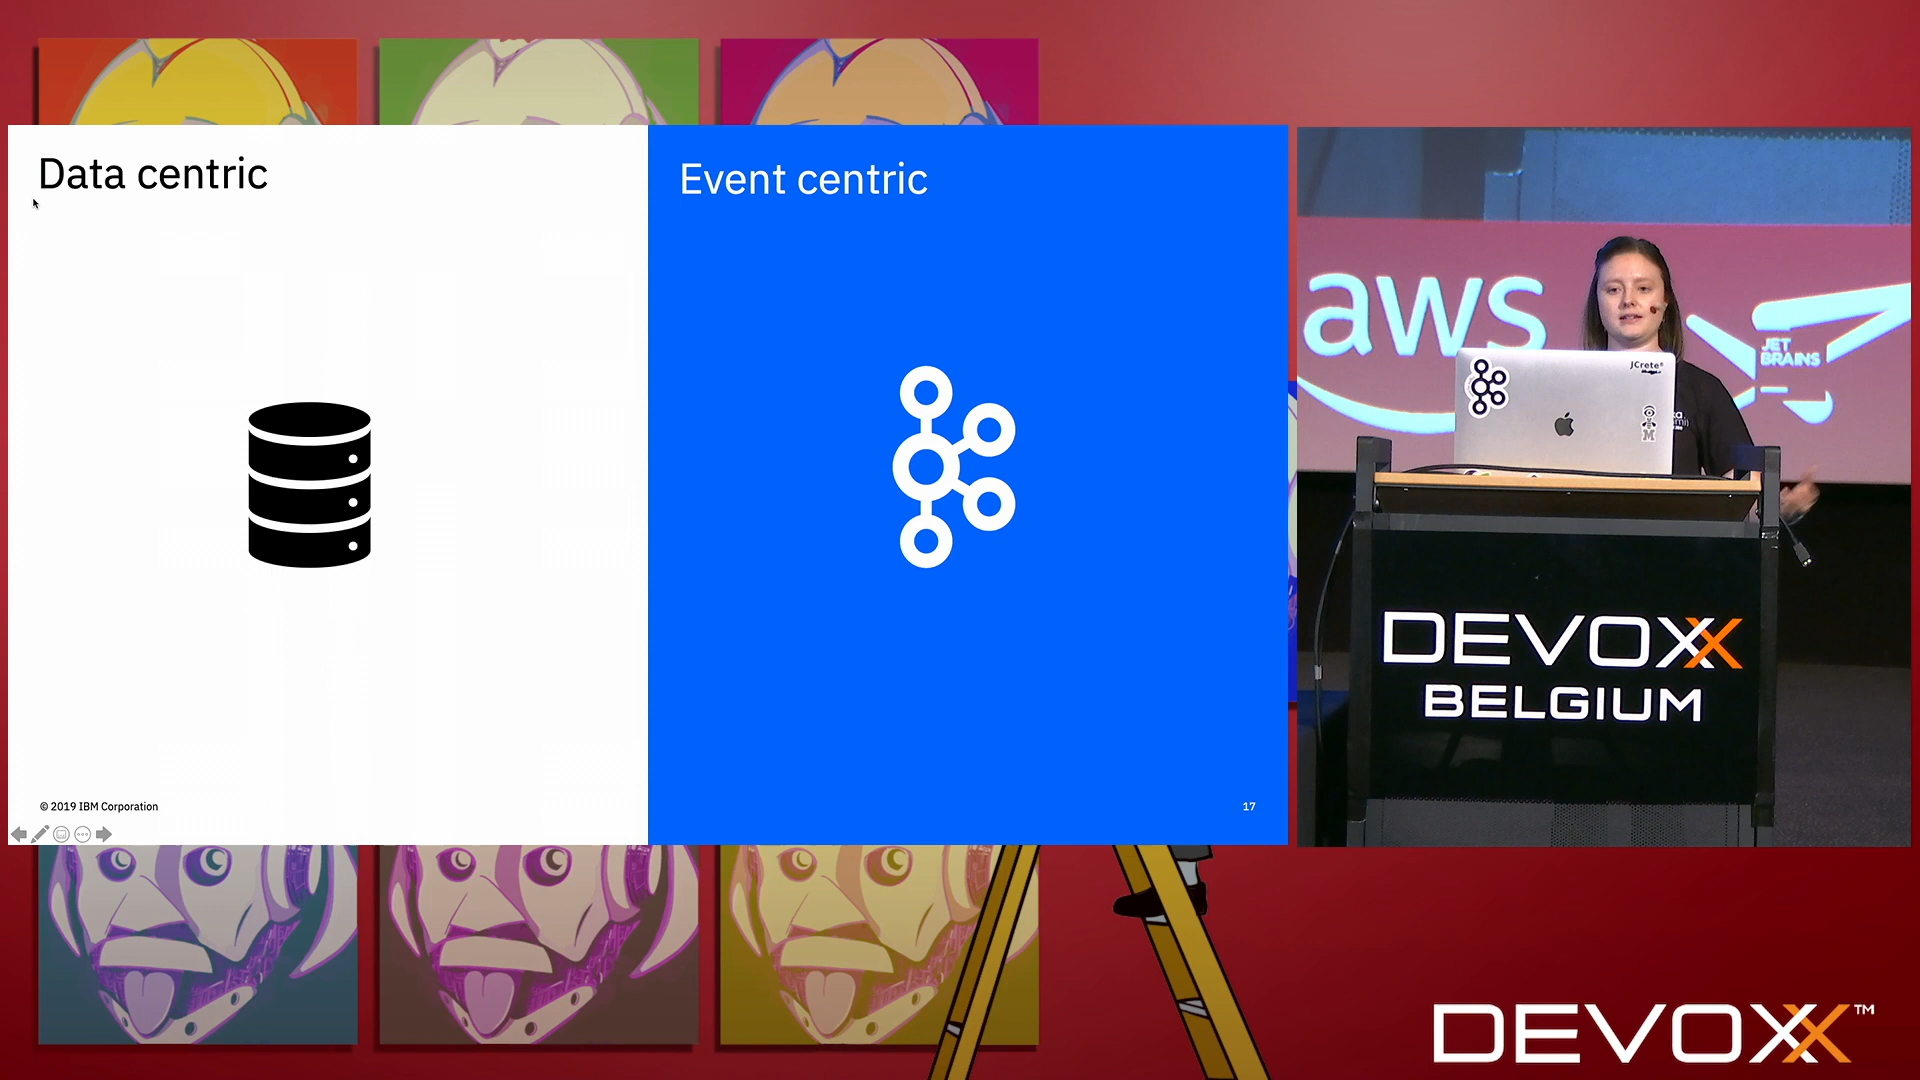 Data centric
Event centric
© 2019 IBM Corporation
17
aws
JET
BRAINS
JCrete
M
DEVOXX
BELGIUM
DEVOXX™